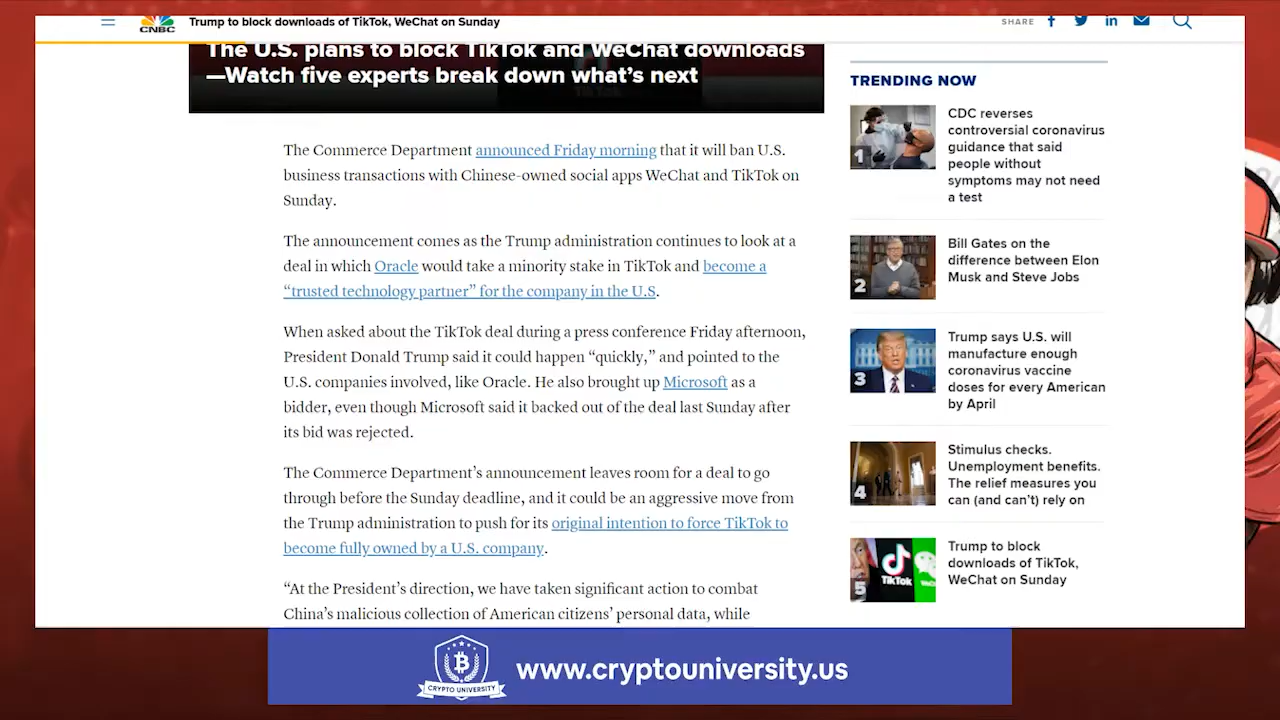 CNBC
Trump to block downloads of TikTok, WeChat on Sunday
SHARE
The U.S. plans to block TikTok and WeChat downloads
—Watch five experts break down what's next
The Commerce Department announced Friday morning that it will ban U.S.
business transactions with Chinese-owned social apps WeChat and TikTok on
Sunday.
The announcement comes as the Trump administration continues to look at a
deal in which Oracle would take a minority stake in TikTok and become a
“trusted technology partner” for the company in the U.S.
When asked about the TikTok deal during a press conference Friday afternoon,
President Donald Trump said it could happen “quickly,” and pointed to the
U.S. companies involved, like Oracle. He also brought up Microsoft as a
bidder, even though Microsoft said it backed out of the deal last Sunday after
its bid was rejected.
The Commerce Department’s announcement leaves room for a deal to go
through before the Sunday deadline, and it could be an aggressive move from
the Trump administration to push for its original intention to force TikTok to
become fully owned by a U.S. company.
“At the President’s direction, we have taken significant action to combat
China’s malicious collection of American citizens’ personal data, while
TRENDING NOW
1
CDC reverses
controversial coronavirus
guidance that said
people without
symptoms may not need
a test
2
Bill Gates on the
difference between Elon
Musk and Steve Jobs
3
Trump says U.S. will
manufacture enough
coronavirus vaccine
doses for every American
by April
4
Stimulus checks.
Unemployment benefits.
The relief measures you
can (and can’t) rely on
5
TikTok
Trump to block
downloads of TikTok,
WeChat on Sunday
CRYPTO UNIVERSITY
www.cryptouniversity.us